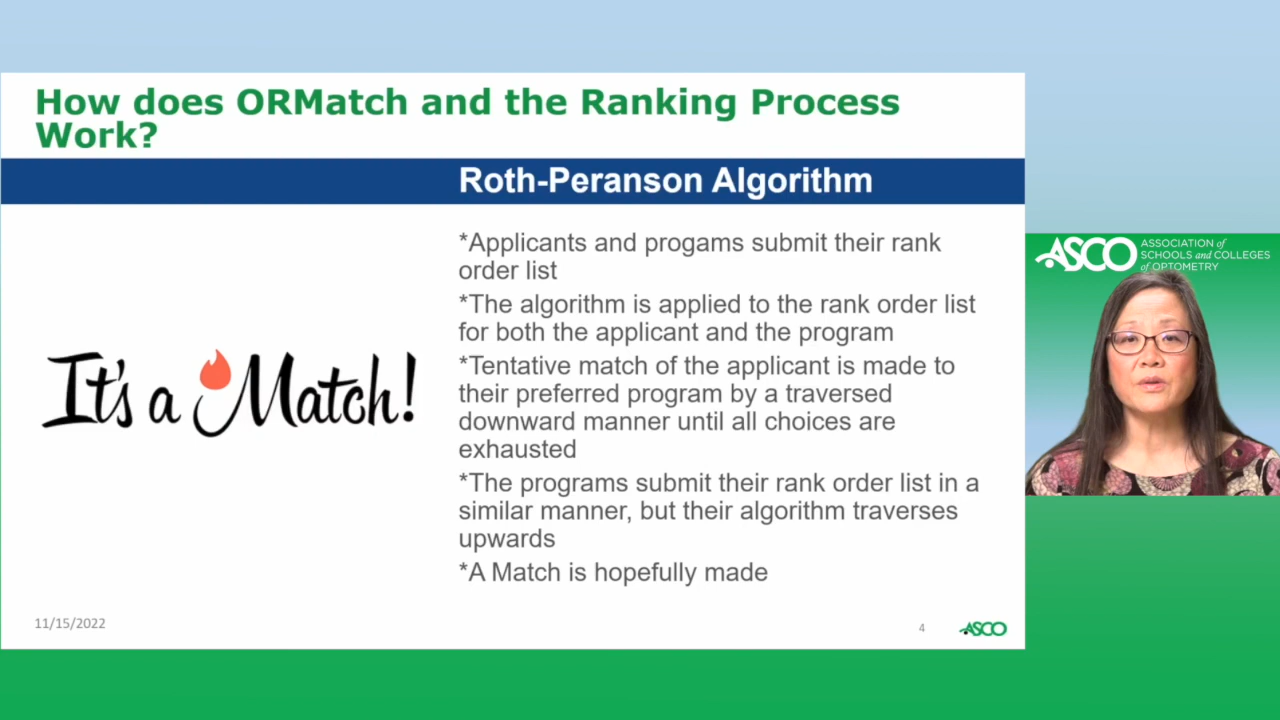 How does ORMatch and the Ranking Process
Work?
Roth-Peranson Algorithm
*Applicants and progams submit their rank
order list
*The algorithm is applied to the rank order list
for both the applicant and the program
*Tentative match of the applicant is made to
their preferred program by a traversed
downward manner until all choices are
exhausted
*The programs submit their rank order list in a
similar manner, but their algorithm traverses
upwards
*A Match is hopefully made
It's a Match!
11/15/2022
4
ASCO
ASCO
ASSOCIATION of
SCHOOLS and COLLEGES
of OPTOMETRY